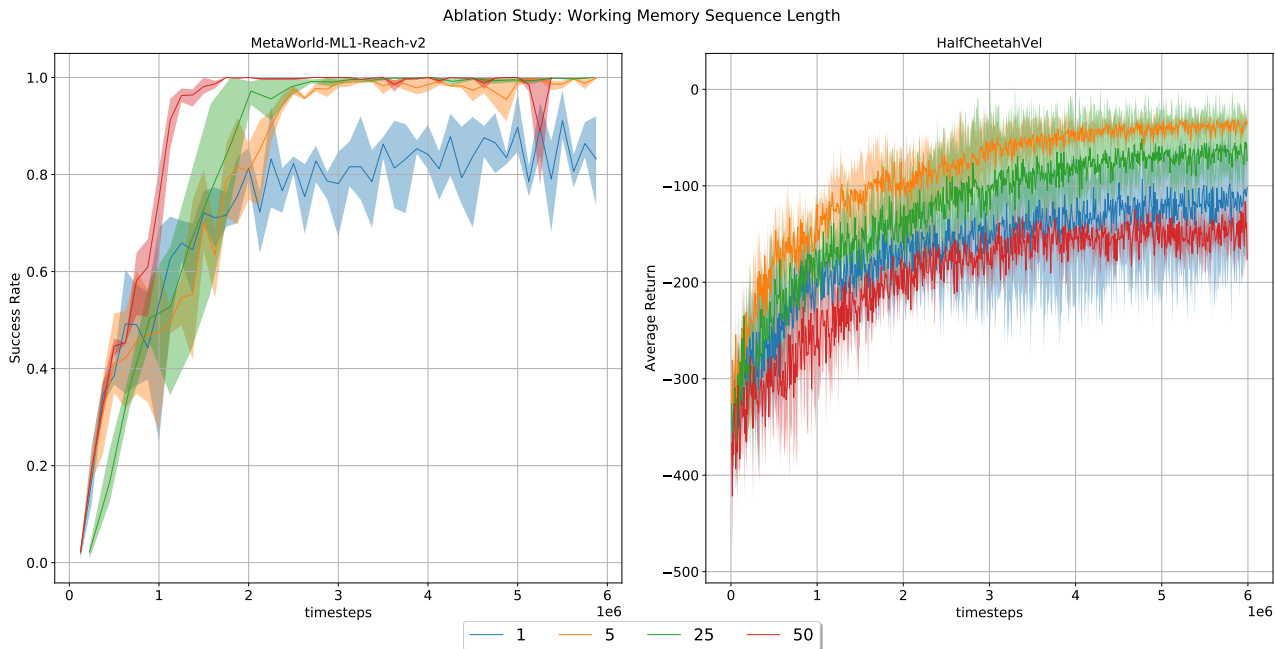 Ablation Study: Working Memory Sequence Length
MetaWorld-ML1-Reach-v2
Success Rate
1.0
0.8
0.6
0.4
0.2
0.0
0 1 2 3 4 5 6
timesteps
1e6
HalfCheetahVel
Average Return
0
−100
−200
−300
−400
−500
0 1 2 3 4 5 6
timesteps
1e6
1 5 25 50